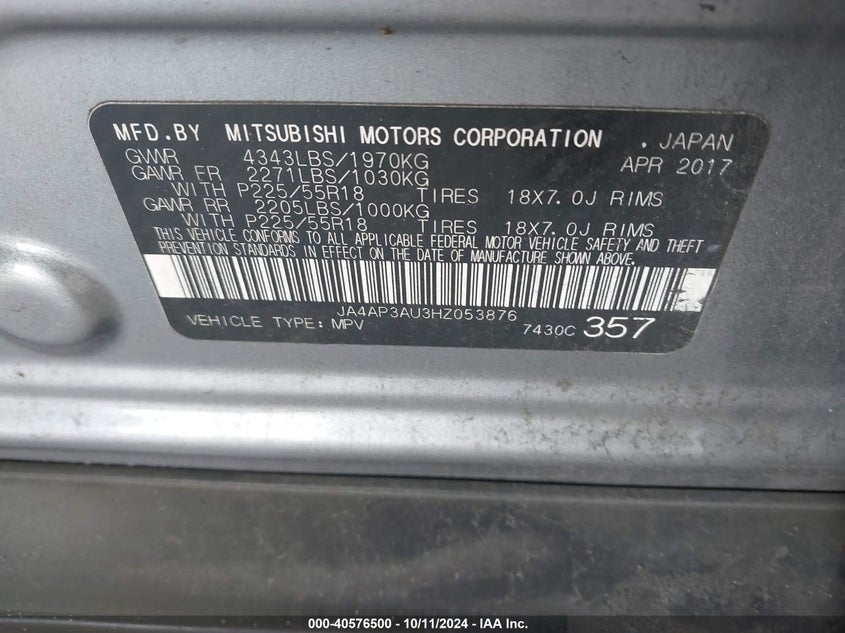 MFD.BY MITSUBISHI MOTORS CORPORATION . JAPAN
GVWR 4343LBS/1970KG APR 2017
GAWR FR 2271LBS/1030KG
WITH P225/55R18 TIRES 18X7.0J RIMS
GAWR RR 2205LBS/1000KG
WITH P225/55R18 TIRES 18X7.0J RIMS
THIS VEHICLE CONFORMS TO ALL APPLICABLE FEDERAL MOTOR VEHICLE SAFETY AND THEFT
PREVENTION STANDARDS IN EFFECT ON THE DATE OF MANUFACTURE SHOWN ABOVE.
JA4AP3AU3HZ053876
VEHICLE TYPE: MPV 7430C 357
000-40576500 - 10/11/2024 - IAA Inc.